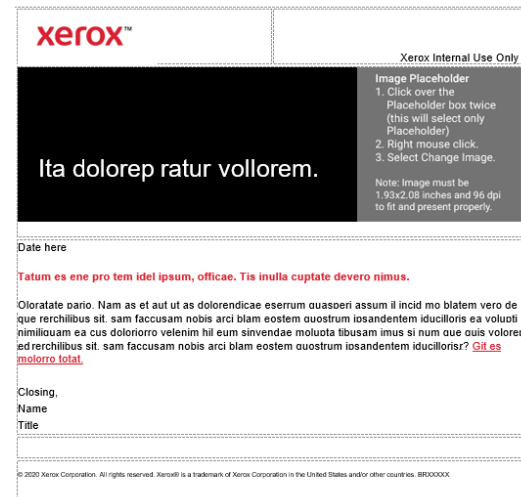 xerox™
Xerox Internal Use Only
Ita dolorep ratur vollorem.
Image Placeholder
1. Click over the
Placeholder box twice
(this will select only
Placeholder)
2. Right mouse click.
3. Select Change Image.
Note: Image must be
1.93x2.08 inches and 96 dpi
to fit and present properly.
Date here
Tatum es ene pro tem idel ipsum, officae. Tis inulla cuptate devero nimus.
Oloratate pario. Nam as et aut ut as dolorendicae eserrum quasperi assum il incid mo blatem vero de
que rerchilibus sit. sam faccusam nobis arci blam eostem quostrum ipsandentem iducilloris ea volupti
nimiliquam ea cus doloriorro velenim hil eum sinvendae molupta tibusam imus si num que quis volores
ed rerchilibus sit. sam faccusam nobis arci blam eostem quostrum ipsandentem iducillorisr? Git es
molorro totat.
Closing,
Name
Title
© 2020 Xerox Corporation. All rights reserved. Xerox® is a trademark of Xerox Corporation in the United States and/or other countries. BRXXXXX